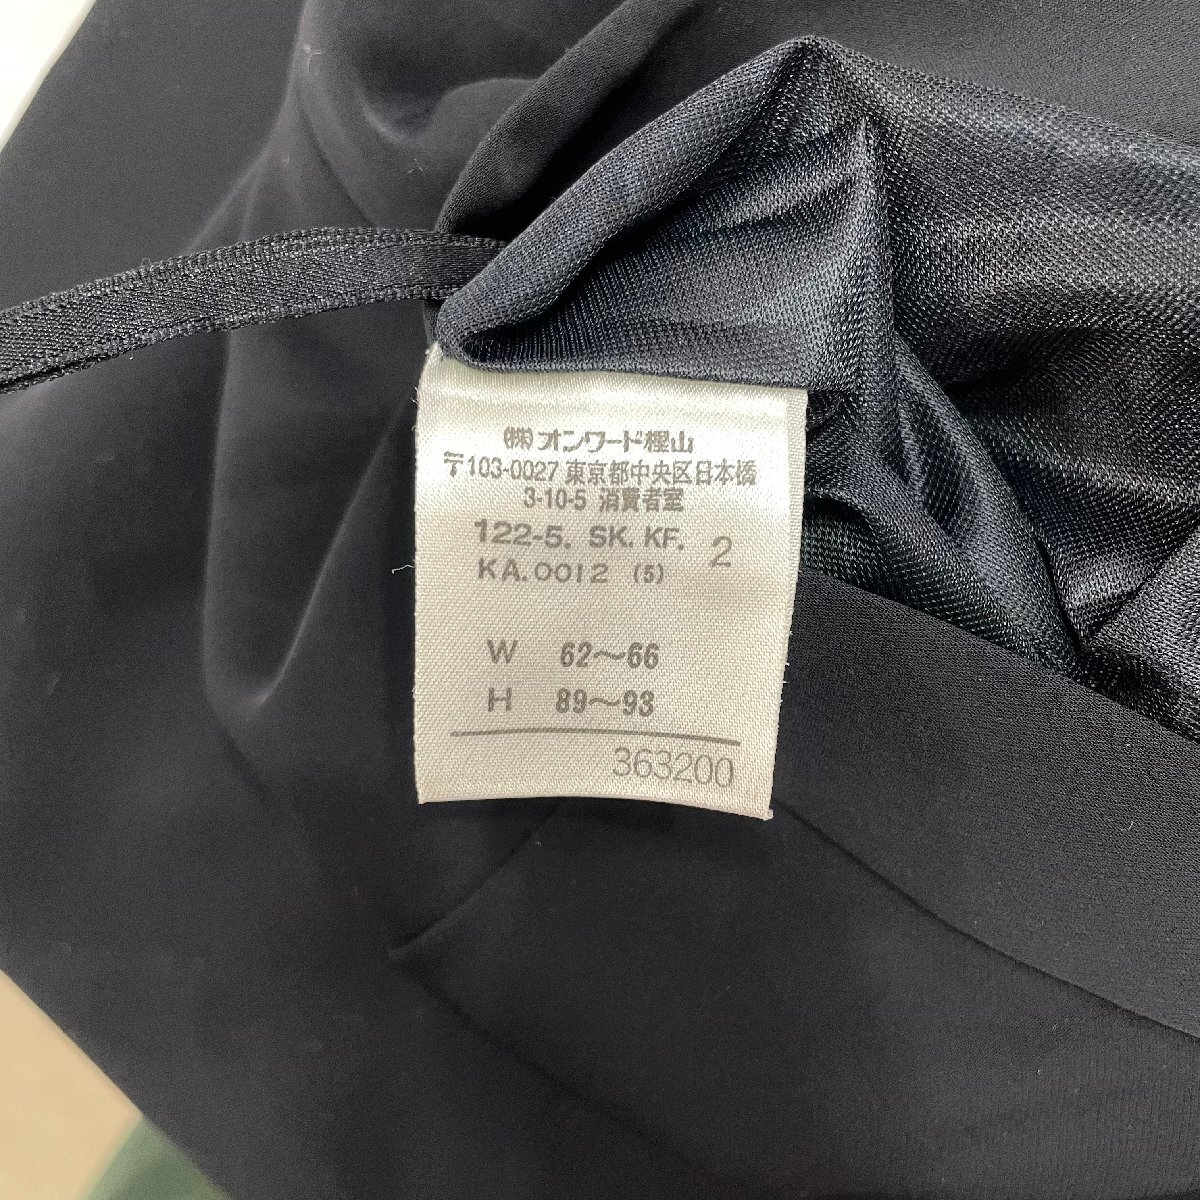 (株)オンワード樫山
〒103-0027 東京都中央区日本橋
3-10-5 消費者室
122-5. SK. KF. 2
KA.0012 (5)
W 62～66
H 89～93
363200